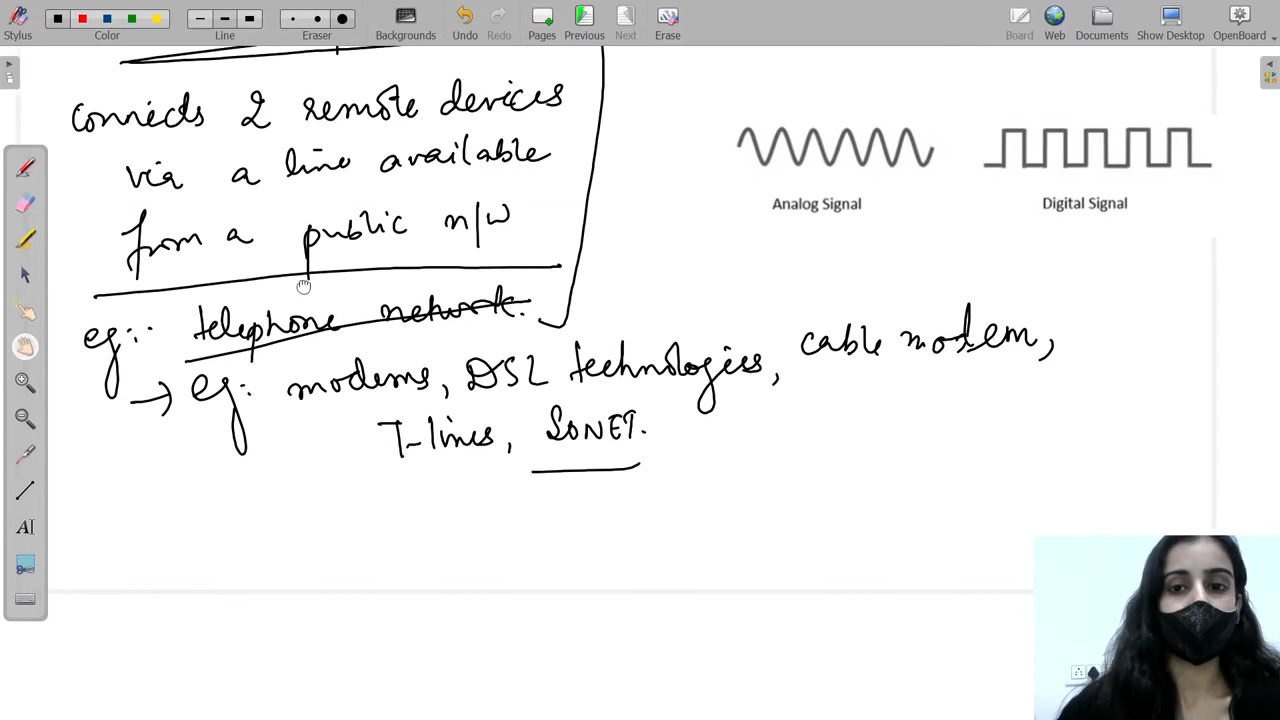 Stylus
Color
Line
Eraser
Backgrounds
Undo
Redo
Pages
Previous
Next
Erase
Board
Web
Documents
Show Desktop
OpenBoard
connects 2 remote devices
via a line available
from a public n/w
eg:- telephone network.
→ eg: modems, DSL technologies, cable modem,
T-lines, SONET.
Analog Signal
Digital Signal
AI